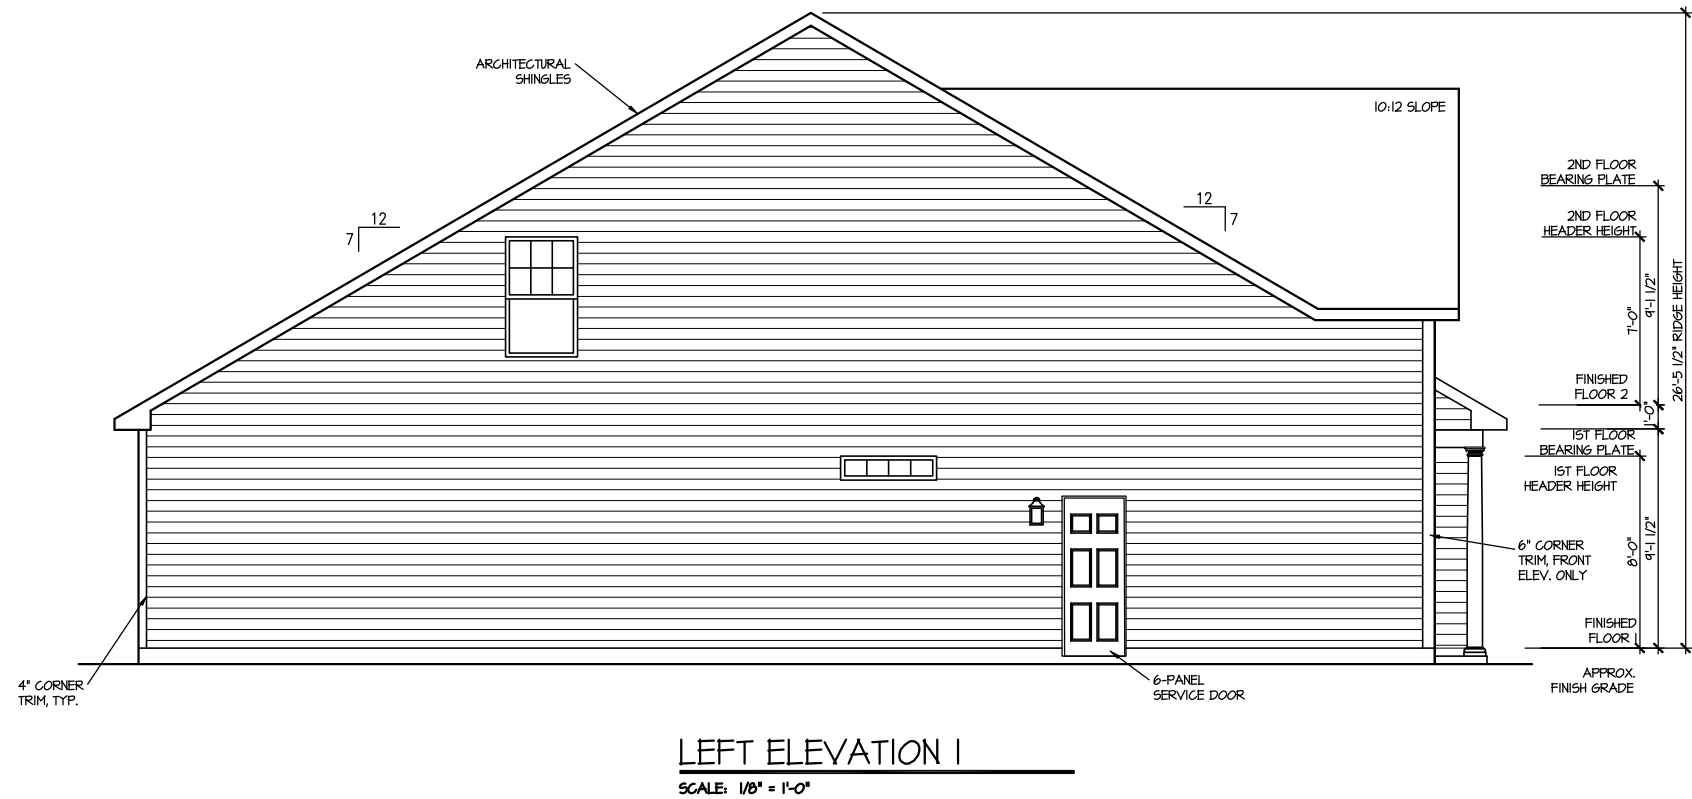 ARCHITECTURAL
SHINGLES
10:12 SLOPE
2ND FLOOR
BEARING PLATE
12
7
12
7
2ND FLOOR
HEADER HEIGHT
9'-1 1/2"
7'-0"
26'-5 1/2" RIDGE HEIGHT
FINISHED
FLOOR 2
1'-0"
1ST FLOOR
BEARING PLATE
1ST FLOOR
HEADER HEIGHT
6" CORNER
TRIM, FRONT
ELEV. ONLY
8'-0"
9'-1 1/2"
FINISHED
FLOOR 1
APPROX.
FINISH GRADE
4" CORNER
TRIM, TYP.
6-PANEL
SERVICE DOOR
LEFT ELEVATION 1
SCALE: 1/8" = 1'-0"